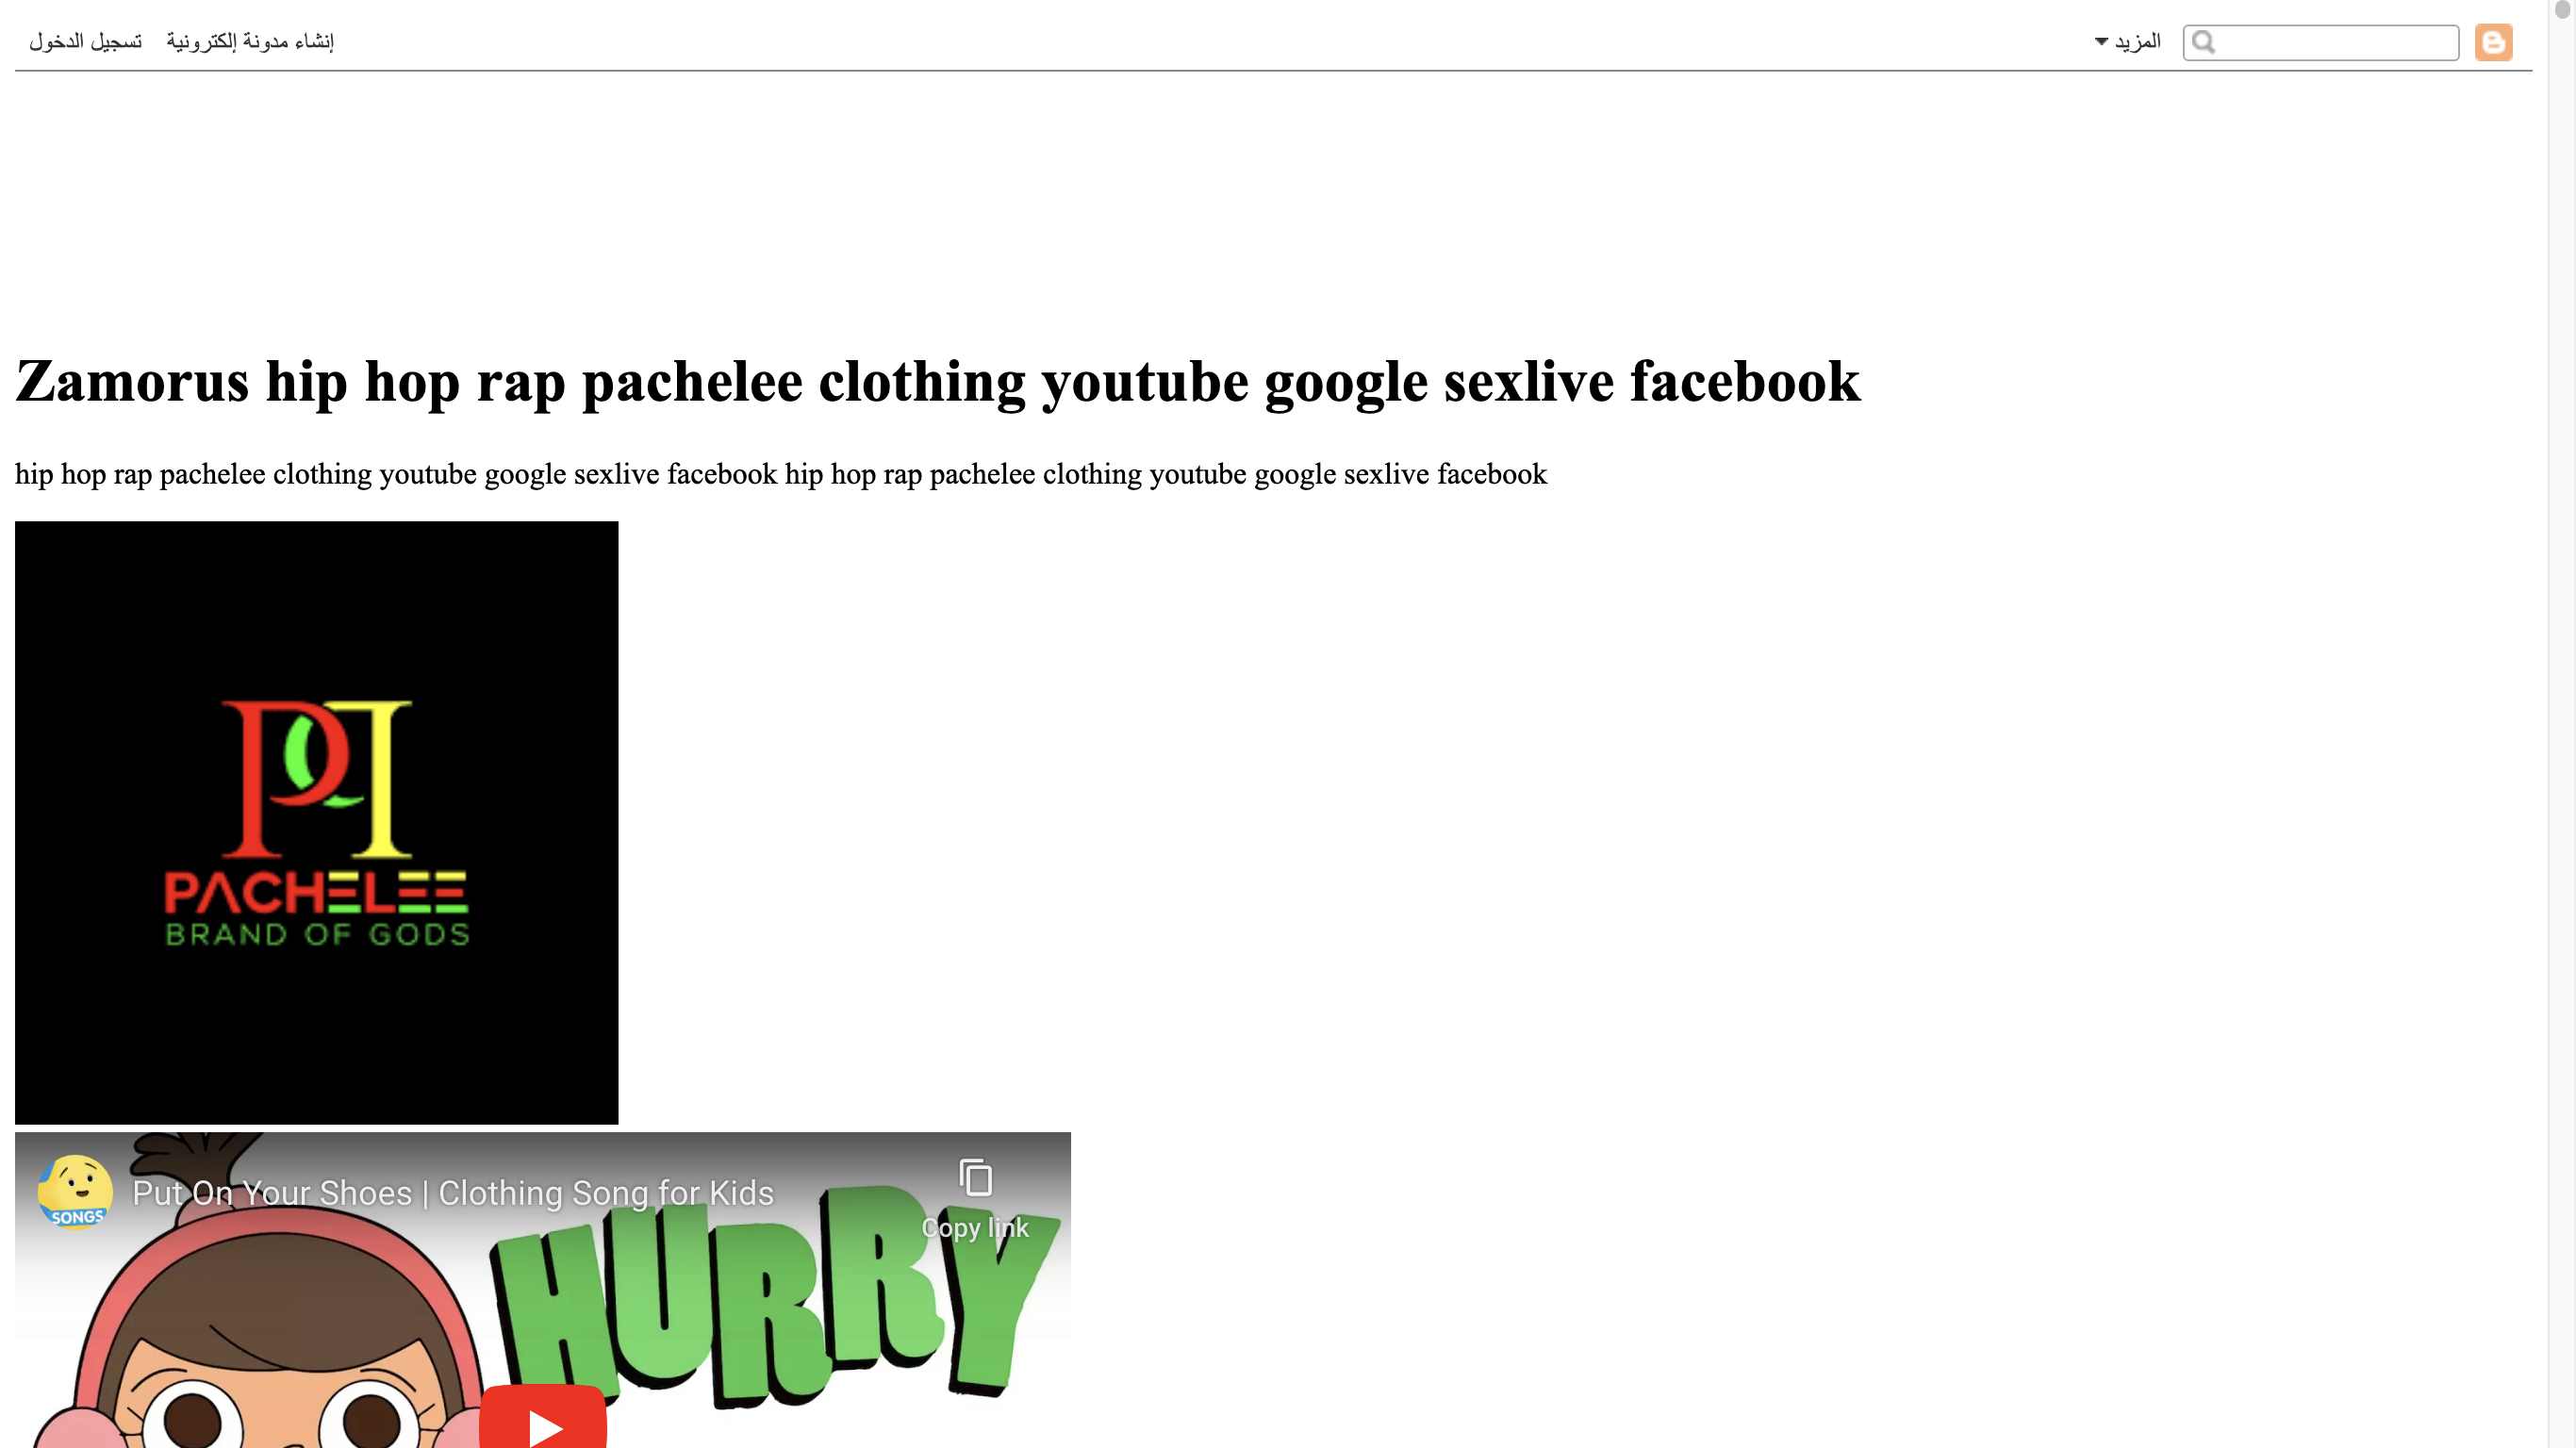 المزيد
إنشاء مدونة إلكترونية تسجيل الدخول
Zamorus hip hop rap pachelee clothing youtube google sexlive facebook
hip hop rap pachelee clothing youtube google sexlive facebook hip hop rap pachelee clothing youtube google sexlive facebook
PACHELEE
BRAND OF GODS
SONGS
Put On Your Shoes | Clothing Song for Kids
Copy link
HURRY